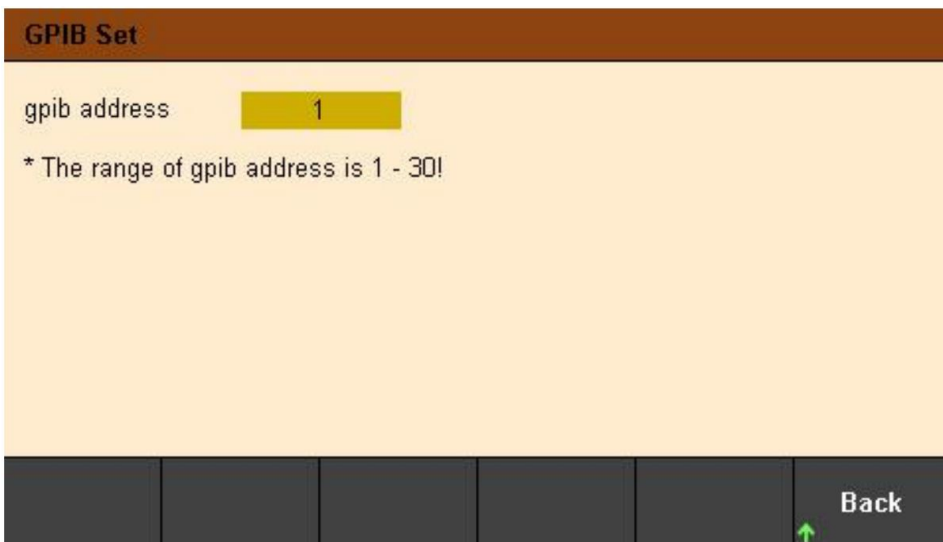 GPIB Set
gpib address 1
* The range of gpib address is 1 - 30!
Back